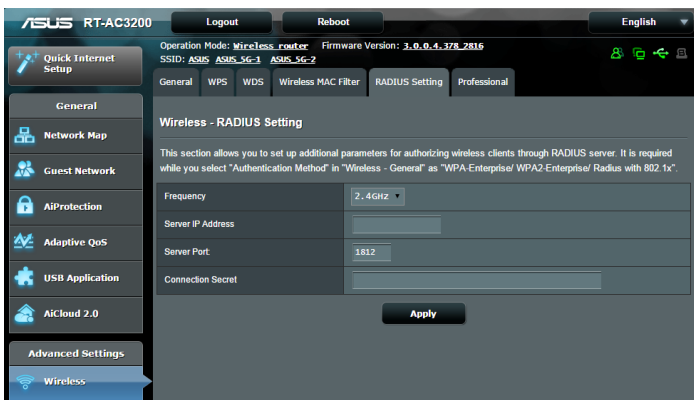 ASUS RT-AC3200 Logout Reboot English
Quick Internet Setup
Operation Mode: Wireless router Firmware Version: 3.0.0.4.378_2816
SSID: ASUS ASUS_5G-1 ASUS_5G-2
General WPS WDS Wireless MAC Filter RADIUS Setting Professional
General
Network Map
Guest Network
AiProtection
Adaptive QoS
USB Application
AiCloud 2.0
Advanced Settings
Wireless
Wireless - RADIUS Setting
This section allows you to set up additional parameters for authorizing wireless clients through RADIUS server. It is required
while you select "Authentication Method" in "Wireless - General" as "WPA-Enterprise/ WPA2-Enterprise/ Radius with 802.1x".
Frequency 2.4GHz
Server IP Address
Server Port: 1812
Connection Secret
Apply